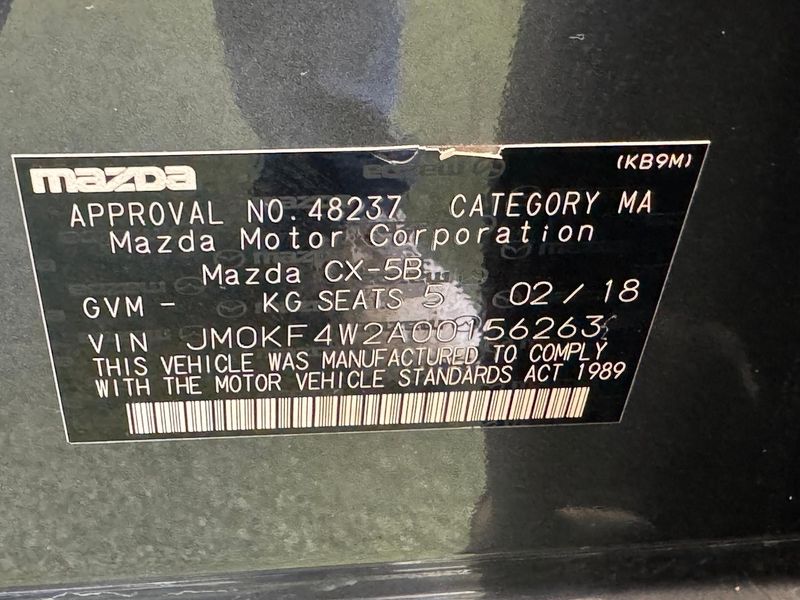 mazda (KB9M)
APPROVAL NO. 48237 CATEGORY MA
Mazda Motor Corporation
Mazda CX-5B
GVM - KG SEATS 5 02 / 18
VIN JM0KF4W2A00156263
THIS VEHICLE WAS MANUFACTURED TO COMPLY
WITH THE MOTOR VEHICLE STANDARDS ACT 1989